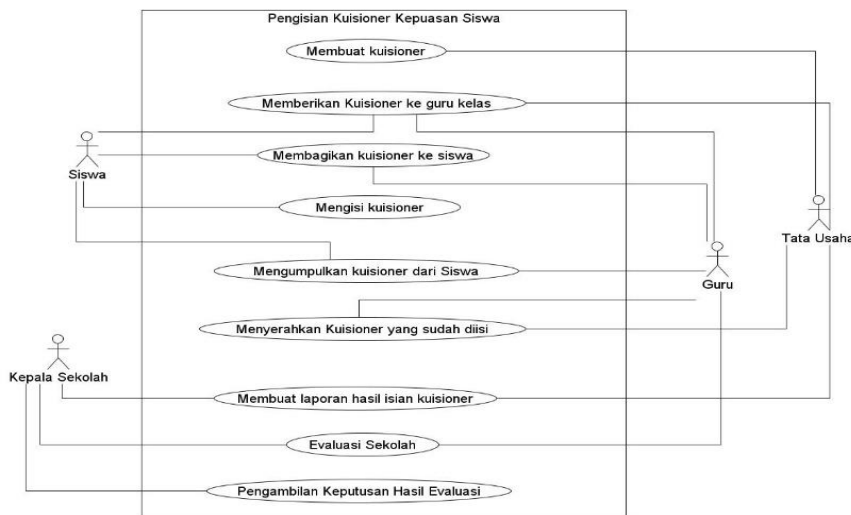 Pengisian Kuisioner Kepuasan Siswa
Membuat kuisioner
Memberikan Kuisioner ke guru kelas
Membagikan kuisioner ke siswa
Siswa
Mengisi kuisioner
Tata Usaha
Mengumpulkan kuisioner dari Siswa
Guru
Menyerahkan Kuisioner yang sudah diisi
Kepala Sekolah
Membuat laporan hasil isian kuisioner
Evaluasi Sekolah
Pengambilan Keputusan Hasil Evaluasi